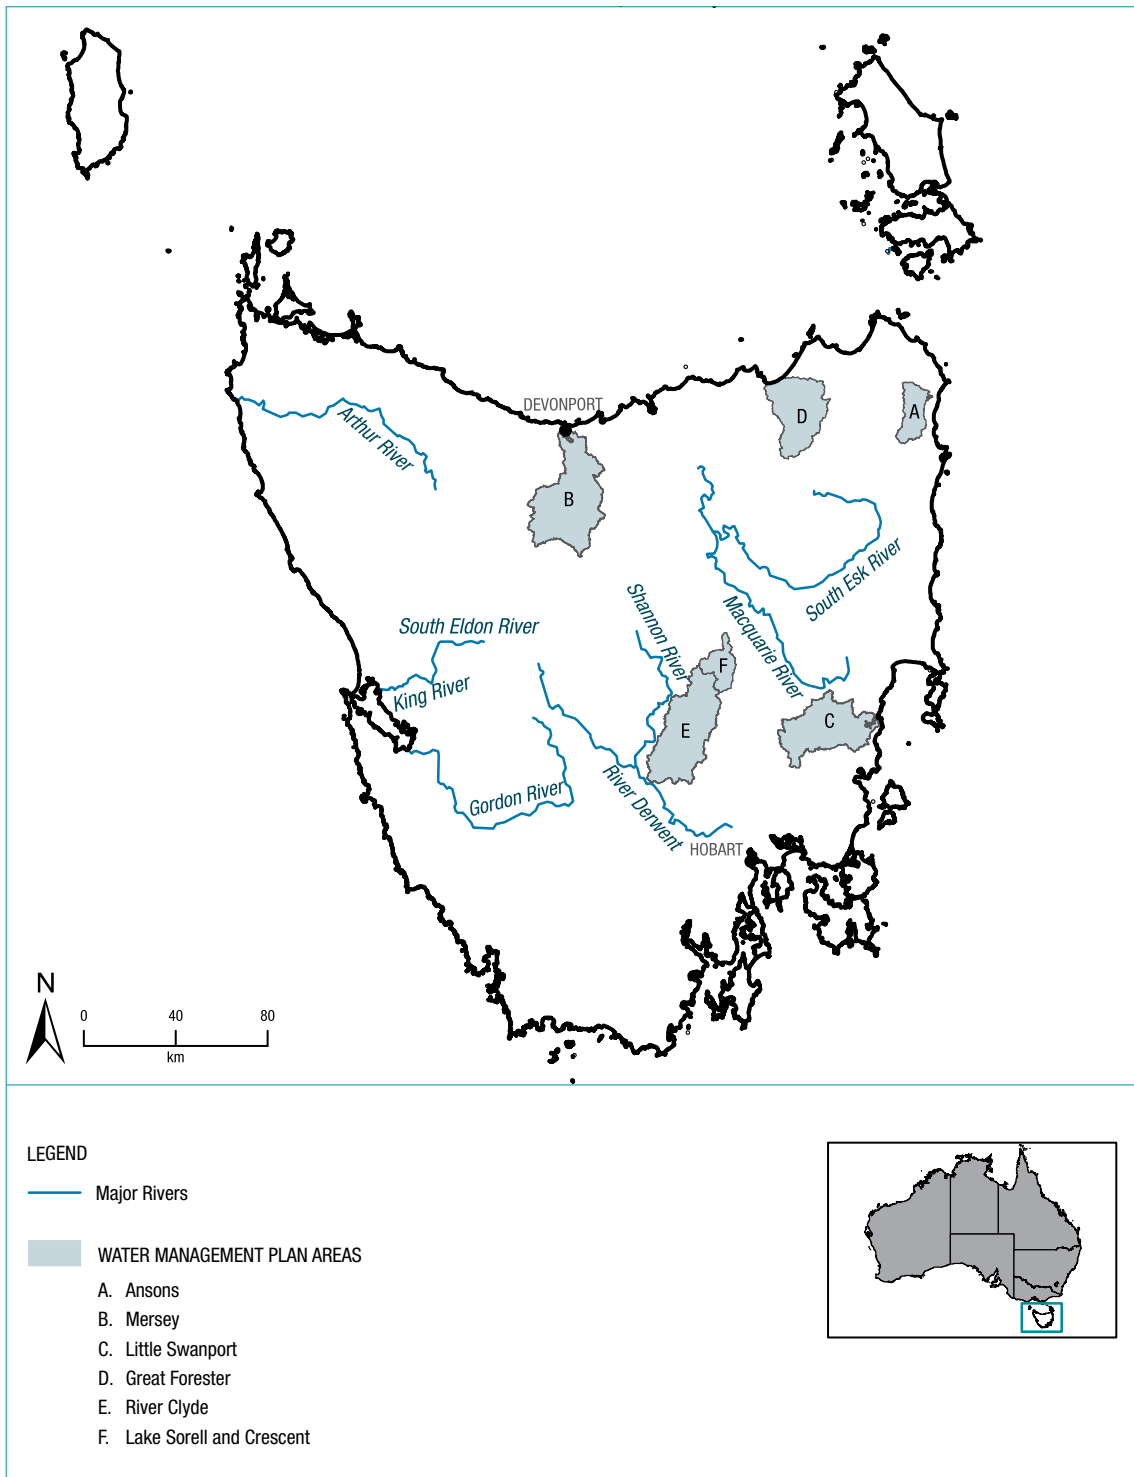 DEVONPORT
D
A
Arthur River
B
South Esk River
Shannon River
Macquarie River
South Eldon River
F
King River
C
E
Gordon River
River Derwent
HOBART
N
0 40 80
km
LEGEND
Major Rivers
WATER MANAGEMENT PLAN AREAS
A. Ansons
B. Mersey
C. Little Swanport
D. Great Forester
E. River Clyde
F. Lake Sorell and Crescent